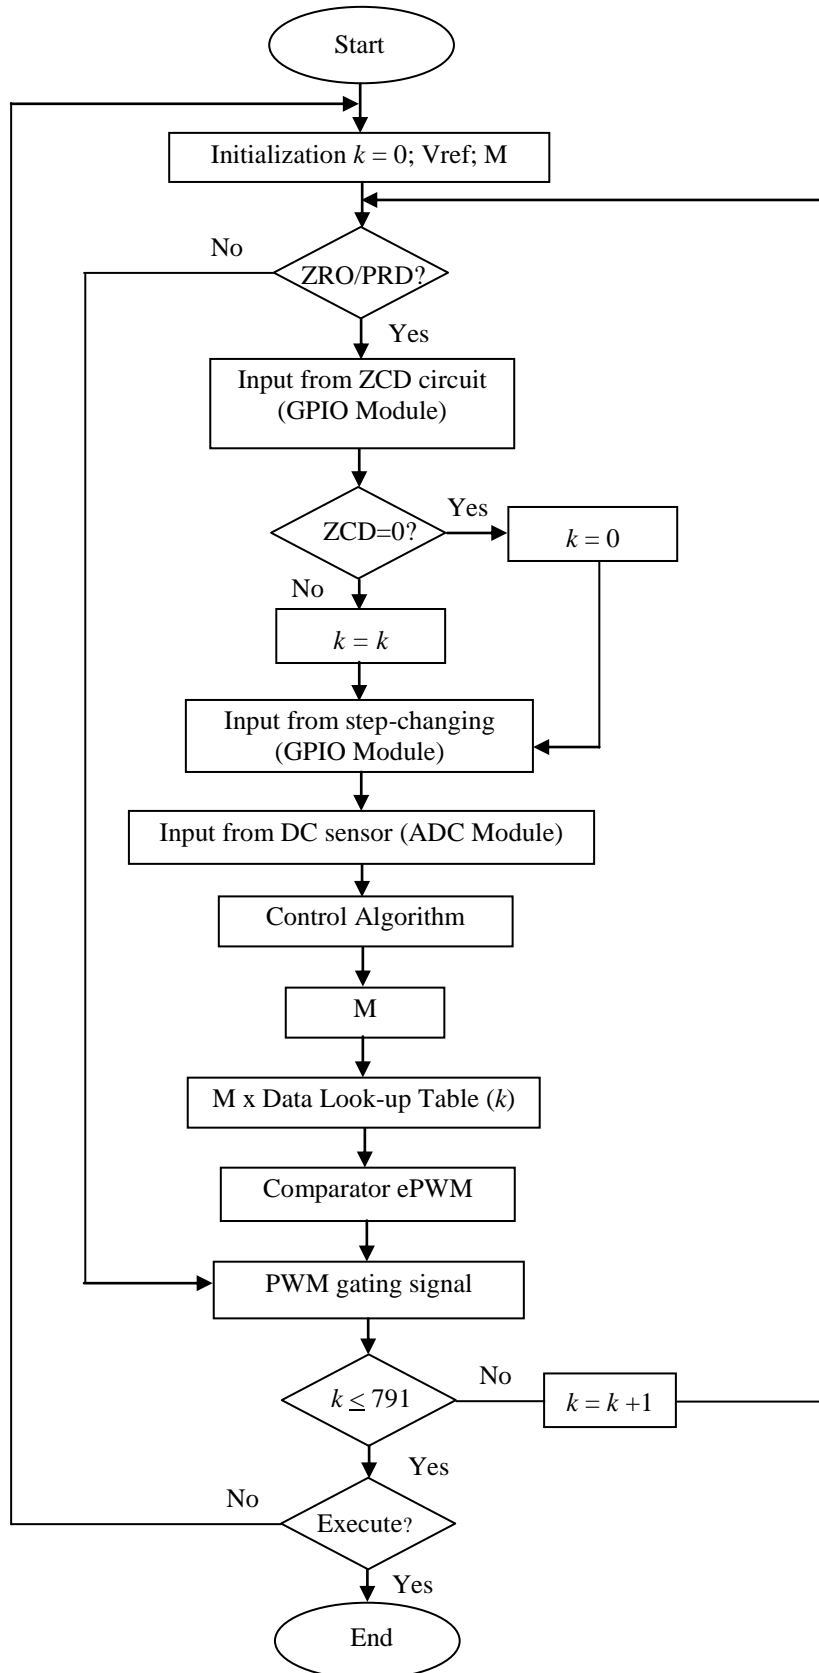 Start
Initialization k = 0; Vref; M
No
ZRO/PRD?
Yes
Input from ZCD circuit
(GPIO Module)
ZCD=0?
Yes
k = 0
No
k = k
Input from step-changing
(GPIO Module)
Input from DC sensor (ADC Module)
Control Algorithm
M
M x Data Look-up Table (k)
Comparator ePWM
PWM gating signal
k ≤ 791
No
k = k +1
Yes
No
Execute?
Yes
End